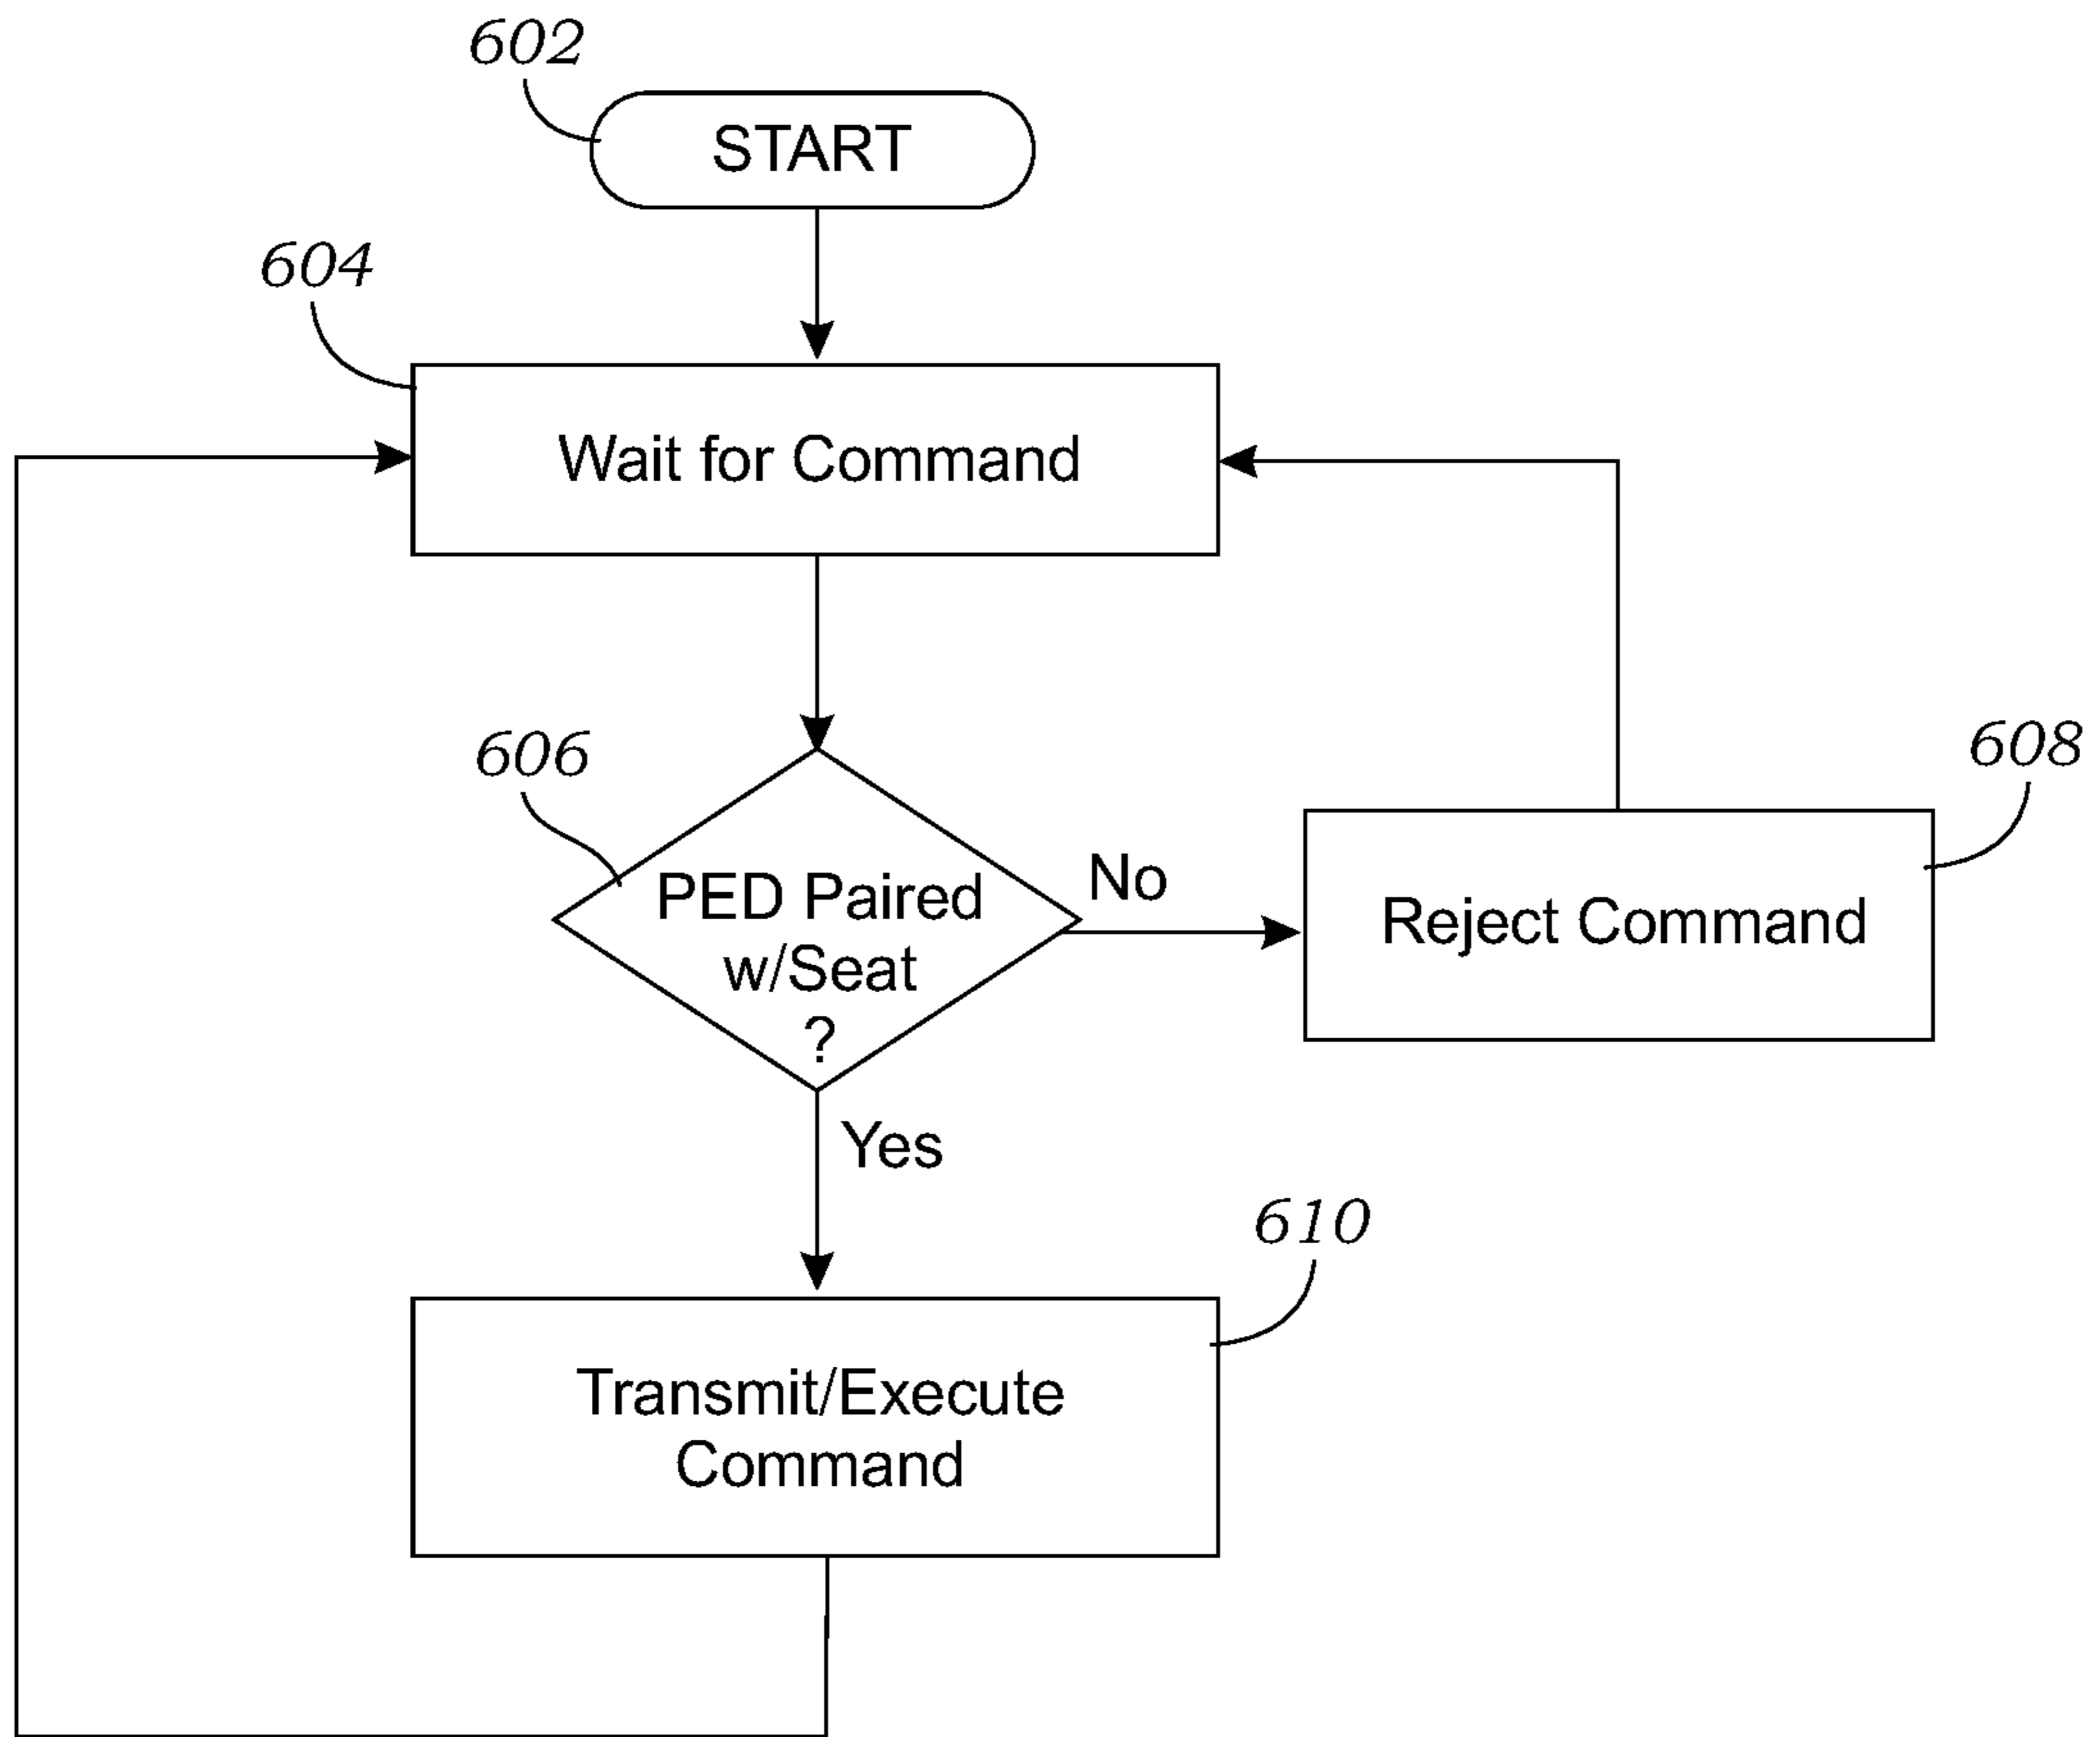 602
START
604
Wait for Command
606
608
PED Paired
w/Seat
?
No
Reject Command
Yes
610
Transmit/Execute
Command